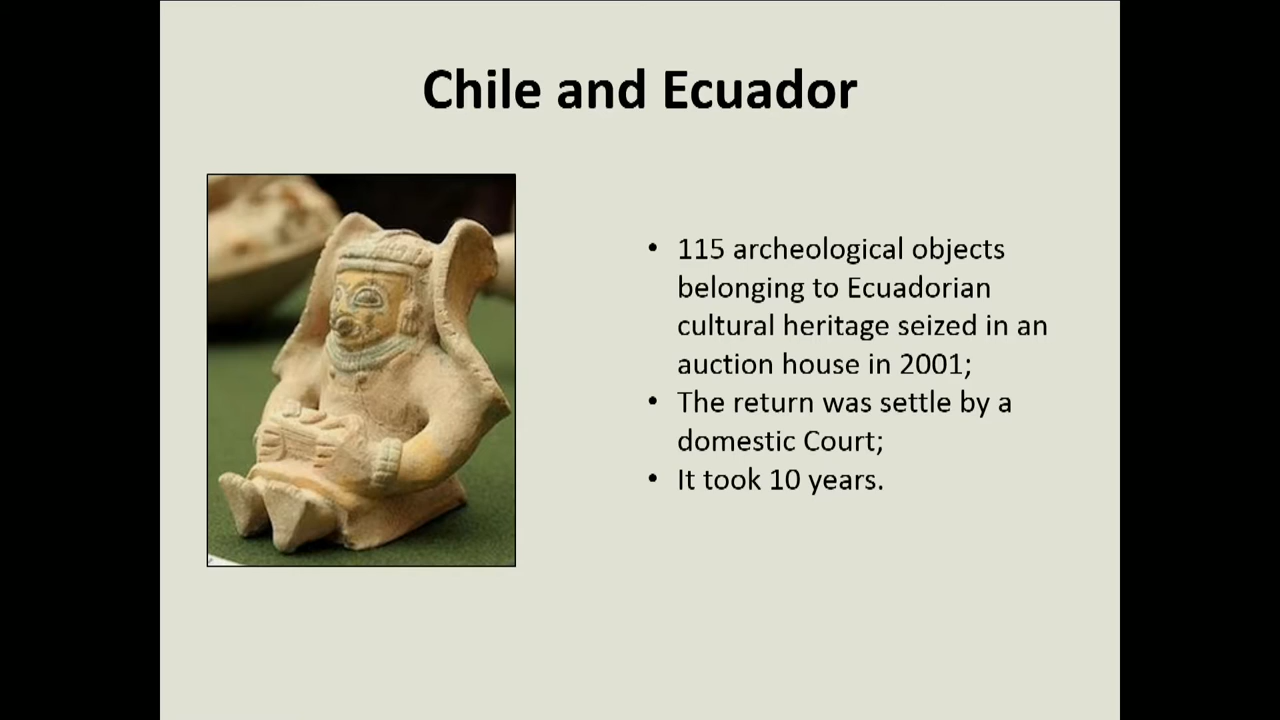 Chile and Ecuador
• 115 archeological objects
belonging to Ecuadorian
cultural heritage seized in an
auction house in 2001;
• The return was settle by a
domestic Court;
• It took 10 years.